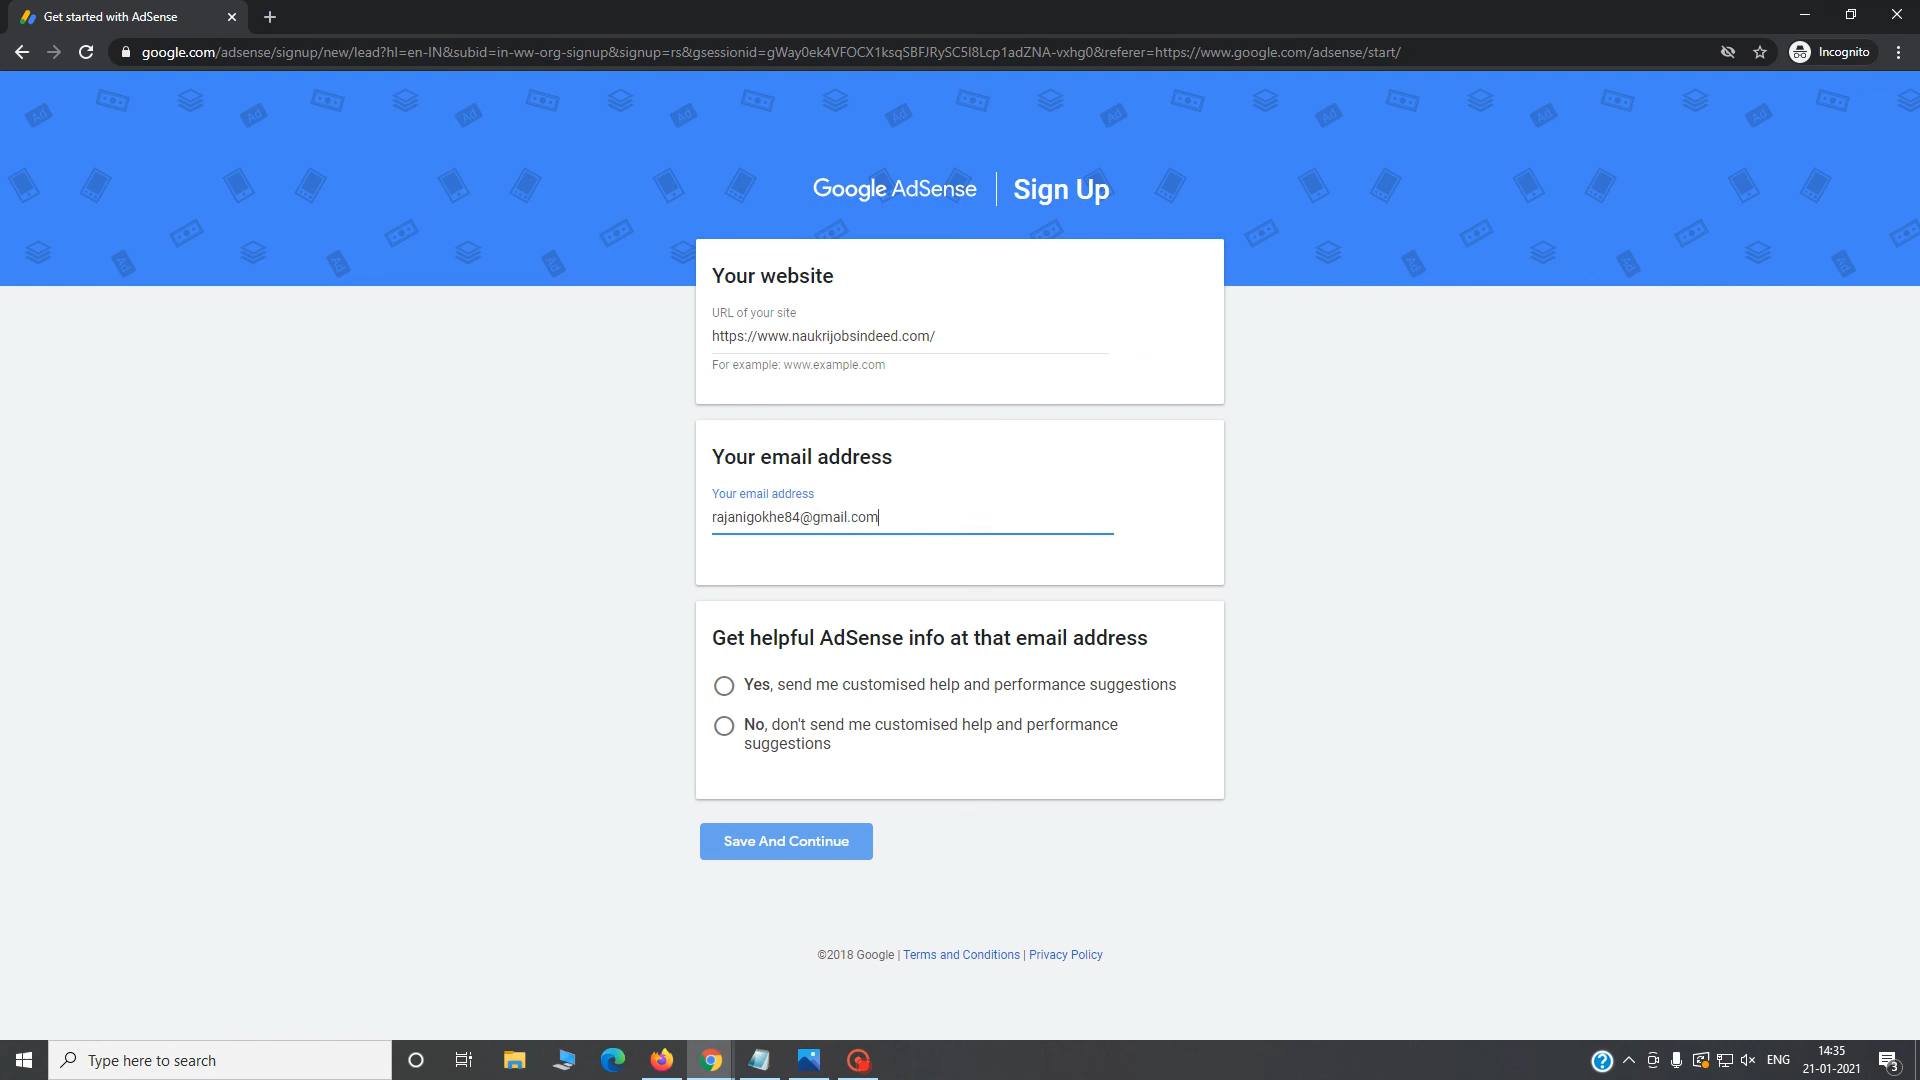 Get started with AdSense
google.com/adsense/signup/new/lead?hl=en-IN&subid=in-ww-org-signup&signup=rs&gsessionid=gWay0ek4VFOCX1ksqSBFJRySC5I8Lcp1adZNA-vxhg0&referer=https://www.google.com/adsense/start/
Incognito
Google AdSense | Sign Up
Your website
URL of your site
https://www.naukrijobsindeed.com/
For example: www.example.com
Your email address
Your email address
rajanigokhe84@gmail.com
Get helpful AdSense info at that email address
Yes, send me customised help and performance suggestions
No, don't send me customised help and performance
suggestions
Save And Continue
©2018 Google | Terms and Conditions | Privacy Policy
Type here to search
ENG
14:35
21-01-2021
3